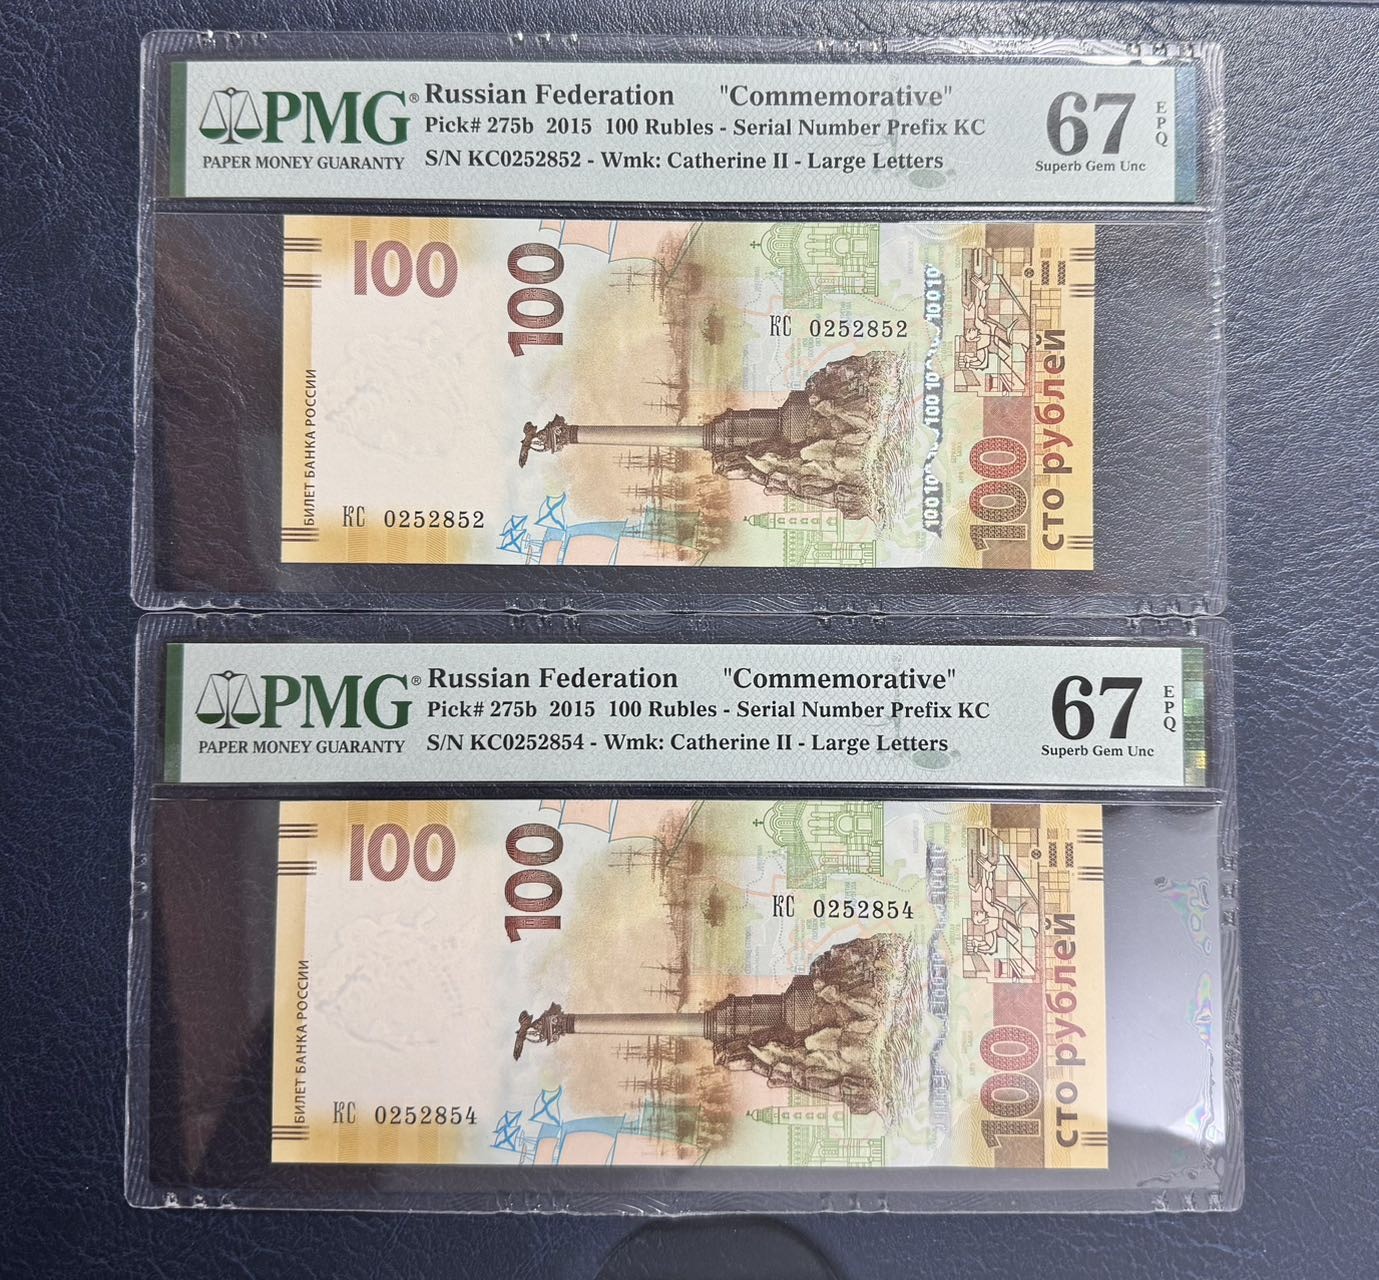 PMG®
PAPER MONEY GUARANTY
Russian Federation "Commemorative"
Pick# 275b 2015 100 Rubles - Serial Number Prefix KC
S/N KC0252852 - Wmk: Catherine II - Large Letters
67
EPQ
Superb Gem Unc
100
100
КС 0252852
100 100 100
БИЛЕТ БАНКА РОССИИ
КС 0252852
100
сто рублей
PMG®
PAPER MONEY GUARANTY
Russian Federation "Commemorative"
Pick# 275b 2015 100 Rubles - Serial Number Prefix KC
S/N KC0252854 - Wmk: Catherine II - Large Letters
67
EPQ
Superb Gem Unc
100
100
КС 0252854
БИЛЕТ БАНКА РОССИИ
КС 0252854
100
сто рублей